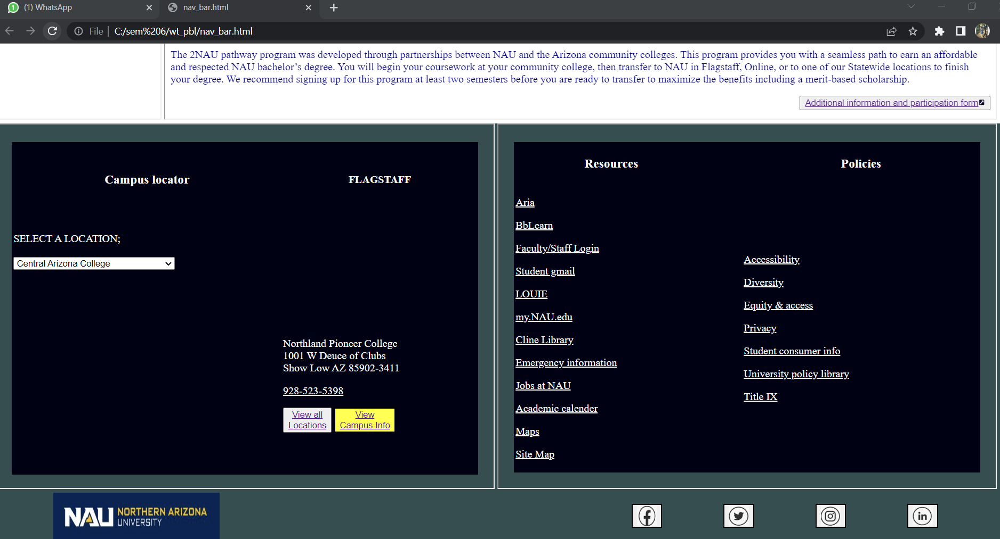 (1) WhatsApp
nav_bar.html
File
C:/sem%206/wt_pbl/nav_bar.html
The 2NAU pathway program was developed through partnerships between NAU and the Arizona community colleges. This program provides you with a seamless path to earn an affordable
and respected NAU bachelor’s degree. You will begin your coursework at your community college, then transfer to NAU in Flagstaff, Online, or to one of our Statewide locations to finish
your degree. We recommend signing up for this program at least two semesters before you are ready to transfer to maximize the benefits including a merit-based scholarship.
Additional information and participation form
Campus locator
FLAGSTAFF
SELECT A LOCATION;
Central Arizona College
Northland Pioneer College
1001 W Deuce of Clubs
Show Low AZ 85902-3411
928-523-5398
View all
Locations
View
Campus Info
Resources
Aria
BbLearn
Faculty/Staff Login
Student gmail
LOUIE
my.NAU.edu
Cline Library
Emergency information
Jobs at NAU
Academic calender
Maps
Site Map
Policies
Accessibility
Diversity
Equity & access
Privacy
Student consumer info
University policy library
Title IX
NAU NORTHERN ARIZONA
UNIVERSITY